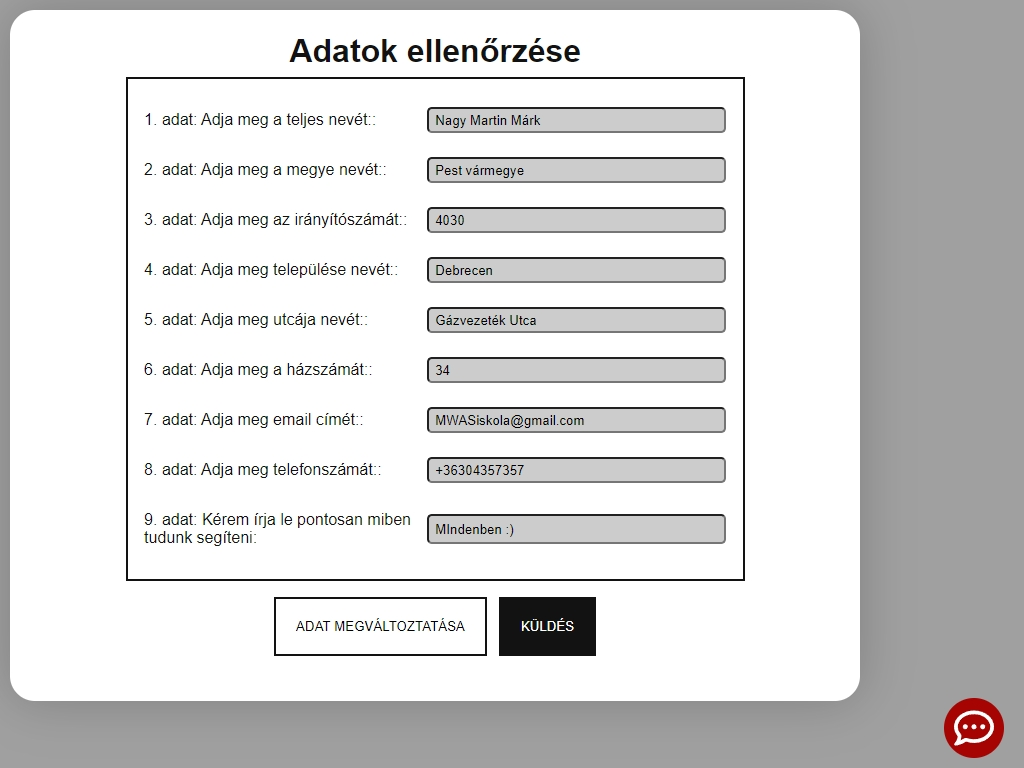 Adatok ellenőrzése
1. adat: Adja meg a teljes nevét:: Nagy Martin Márk
2. adat: Adja meg a megye nevét:: Pest vármegye
3. adat: Adja meg az irányítószámát:: 4030
4. adat: Adja meg települése nevét:: Debrecen
5. adat: Adja meg utcája nevét:: Gázvezeték Utca
6. adat: Adja meg a házszámát:: 34
7. adat: Adja meg email címét:: MWASiskola@gmail.com
8. adat: Adja meg telefonszámát:: +36304357357
9. adat: Kérem írja le pontosan miben
tudunk segíteni: MIndenben :)
ADAT MEGVÁLTOZTATÁSA KÜLDÉS